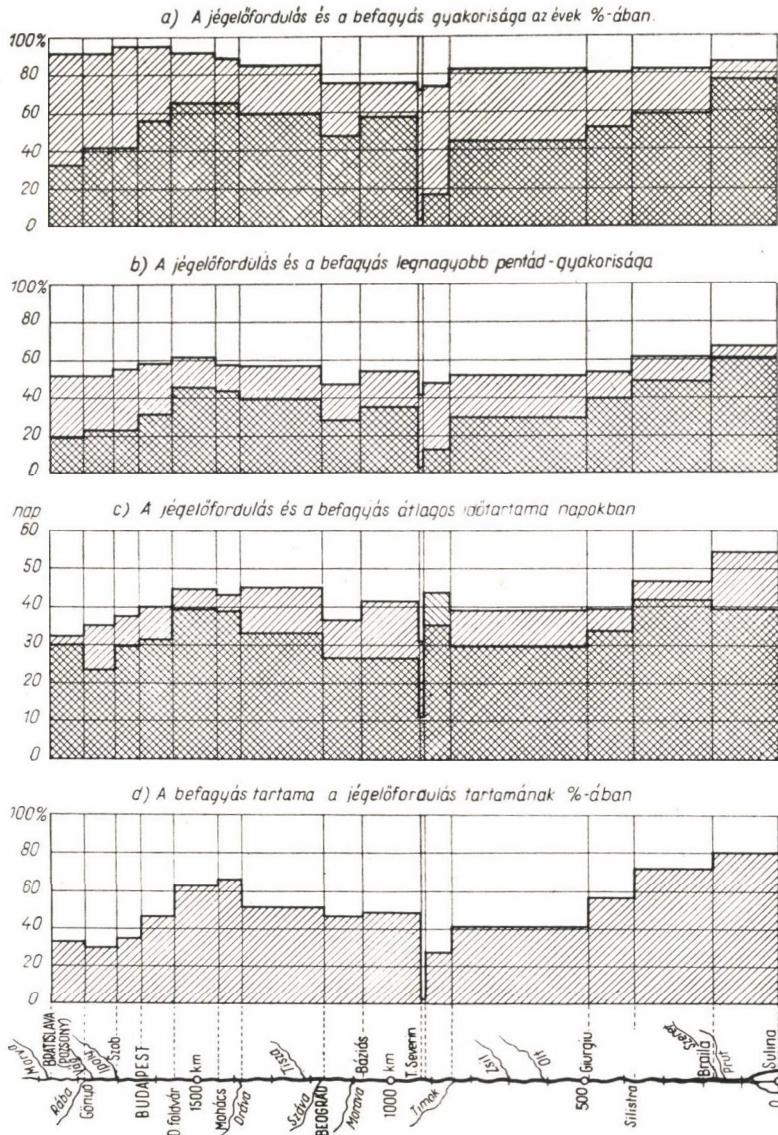 a) A jégelőfordulás és a befagyás gyakorisága az évek %-ában.
100%
80
60
40
20
0
b) A jégelőfordulás és a befagyás legnagyobb pentád-gyakorisága
100%
80
60
40
20
0
c) A jégelőfordulás és a befagyás átlagos időtartama napokban
nap
60
50
40
30
20
10
0
d) A befagyás tartama a jégelőfordulás tartamának %-ában
100%
80
60
40
20
0
Morva
BRATISLAVA
(POZSONY)
Rába
Gönyü
Vág
Ipoly
Szob
BUDAPEST
D földvár
1500 km
Mohács
Dráva
Tisza
Száva
BEOGRAD
Morava
Báziás
1000 km
T. Severin
Timok
Zsil
Olt
Giurgiu
500
Silistra
Szeret
Braila
Prut
Sulina
0